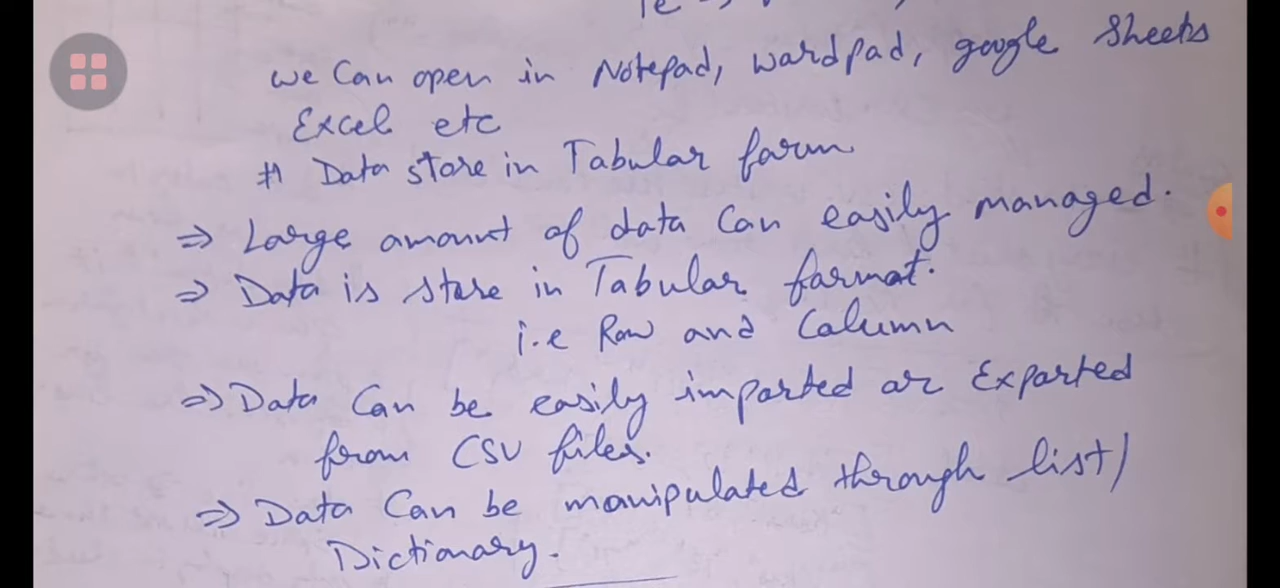 we can open in Notepad, wardpad, google Sheets
Excel etc
# Data store in Tabular farm
⇒ Large amount of data can easily managed.
⇒ Data is store in Tabular farmat.
i.e Row and Calumn
⇒ Data can be easily imparted ar Exparted
from CSV files.
⇒ Data can be manipulated through list/
Dictionary.